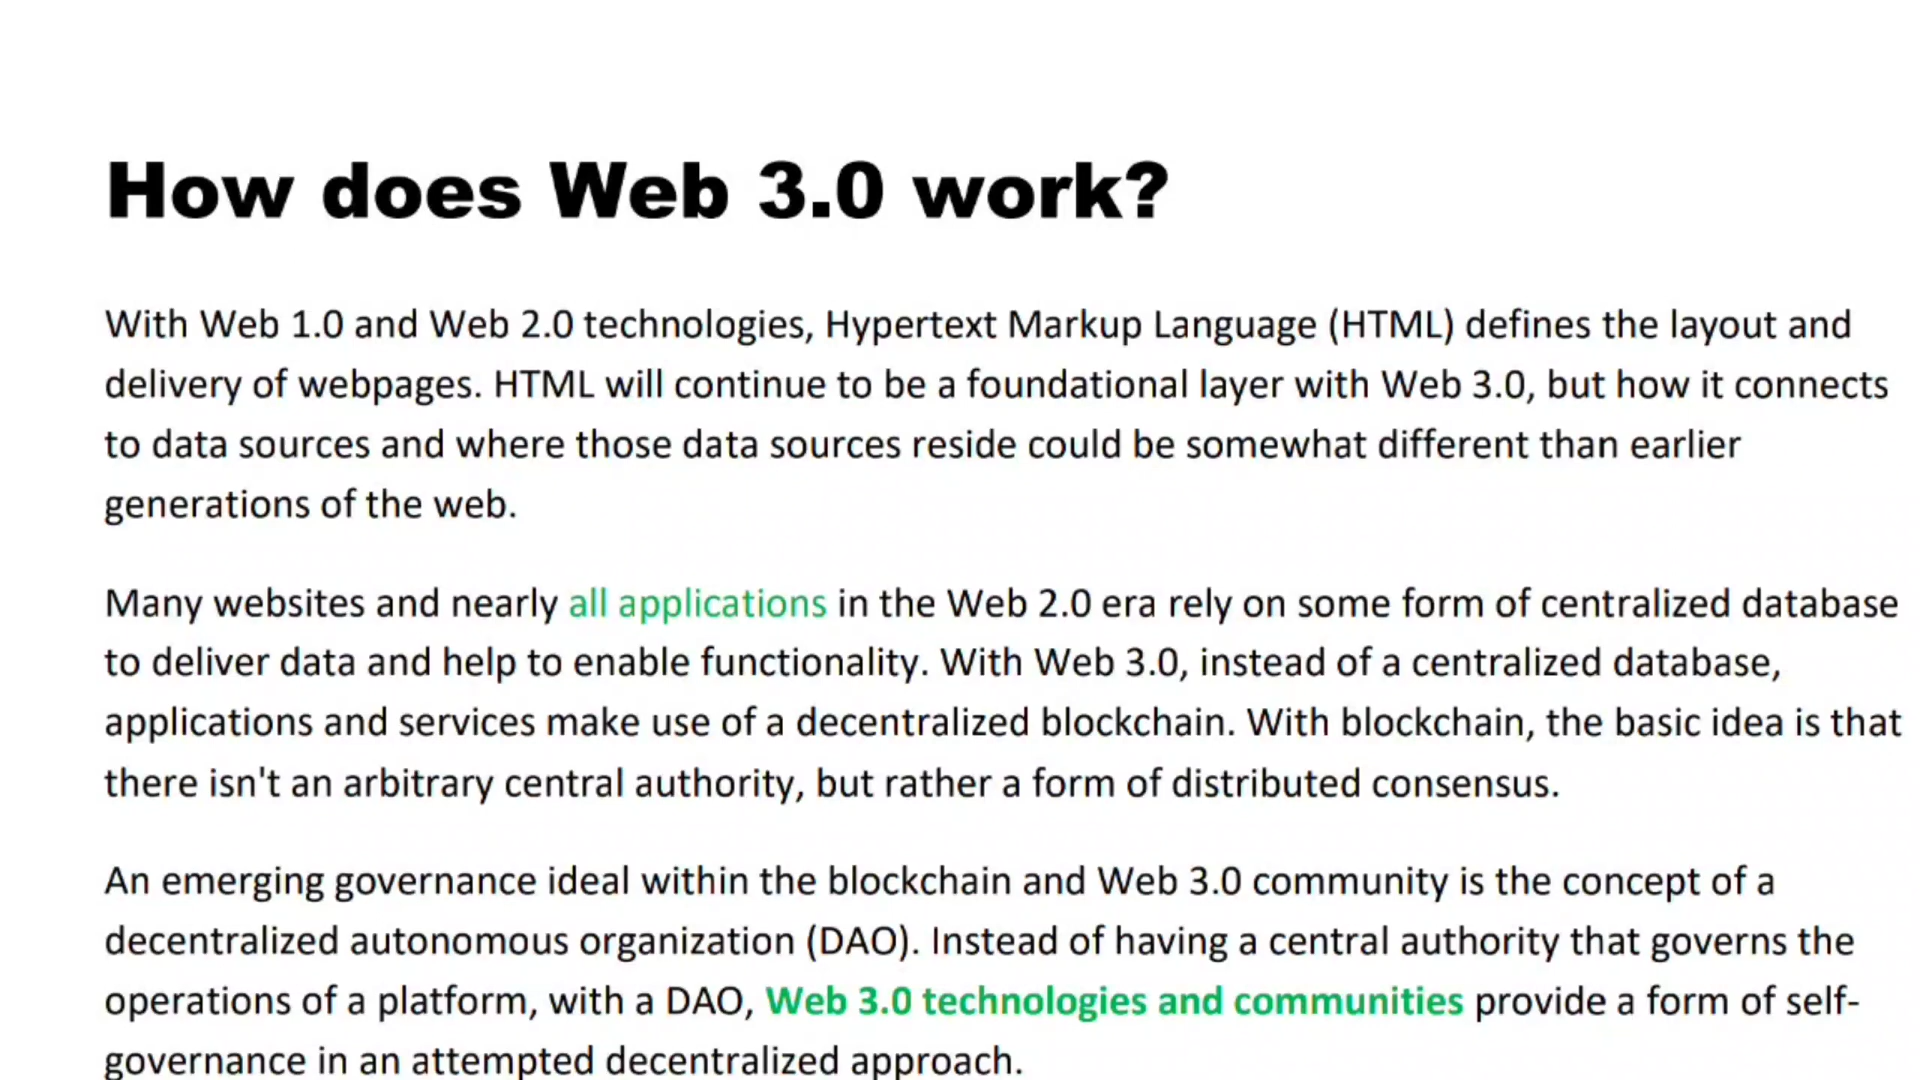 How does Web 3.0 work?
With Web 1.0 and Web 2.0 technologies, Hypertext Markup Language (HTML) defines the layout and
delivery of webpages. HTML will continue to be a foundational layer with Web 3.0, but how it connects
to data sources and where those data sources reside could be somewhat different than earlier
generations of the web.
Many websites and nearly all applications in the Web 2.0 era rely on some form of centralized database
to deliver data and help to enable functionality. With Web 3.0, instead of a centralized database,
applications and services make use of a decentralized blockchain. With blockchain, the basic idea is that
there isn't an arbitrary central authority, but rather a form of distributed consensus.
An emerging governance ideal within the blockchain and Web 3.0 community is the concept of a
decentralized autonomous organization (DAO). Instead of having a central authority that governs the
operations of a platform, with a DAO, Web 3.0 technologies and communities provide a form of self-
governance in an attempted decentralized approach.